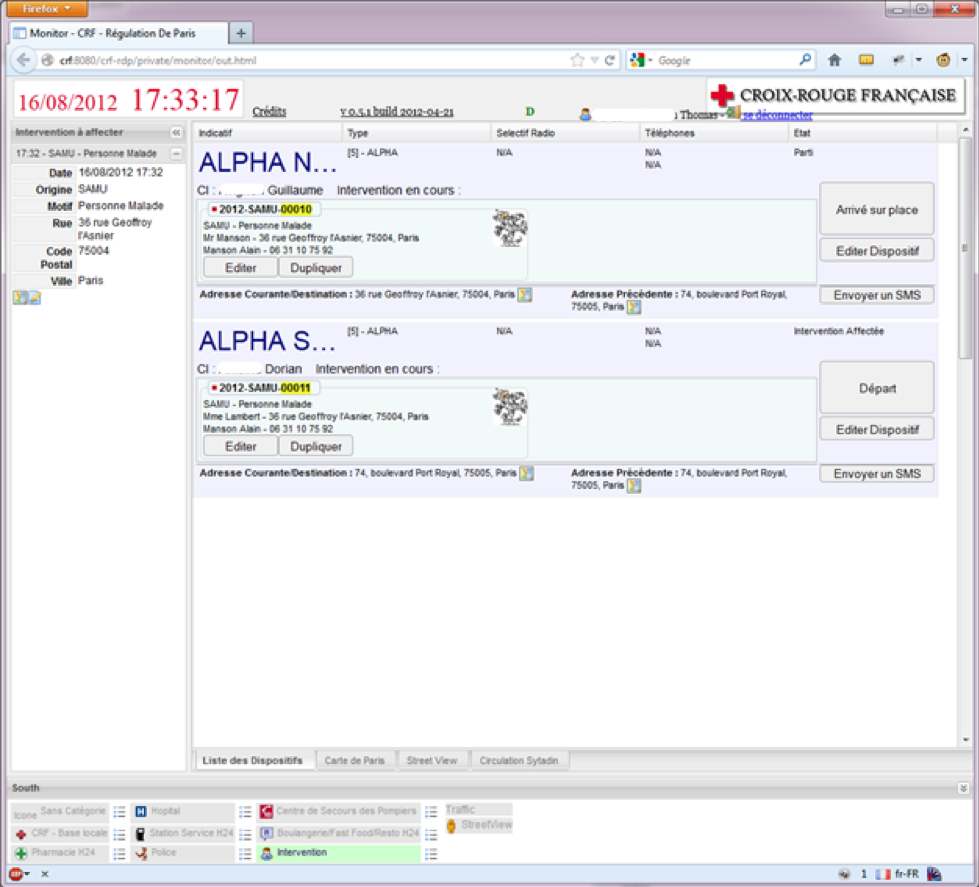 Firefox
Monitor - CRF - Régulation De Paris
crf:8080/crf-rdp/private/monitor/out.html
Google
16/08/2012 17:33:17
Crédits
v 0.5.1 build 2012-04-21
D
Thomas - se déconnecter
CROIX-ROUGE FRANÇAISE
Intervention à affecter
17:32 - SAMU - Personne Malade
Date 16/08/2012 17:32
Origine SAMU
Motif Personne Malade
Rue 36 rue Geoffroy
l'Asnier
Code 75004
Postal
Ville Paris
Indicatif Type Selectif Radio Téléphones Etat
ALPHA N... [5] - ALPHA N/A N/A Parti
N/A
CI : Guillaume Intervention en cours :
2012-SAMU-00010
SAMU - Personne Malade
Mr Manson - 36 rue Geoffroy l'Asnier, 75004, Paris
Manson Alain - 06 31 10 75 92
Editer Dupliquer
Arrivé sur place
Editer Dispositif
Adresse Courante/Destination : 36 rue Geoffroy l'Asnier, 75004, Paris
Adresse Précédente : 74, boulevard Port Royal,
75005, Paris
Envoyer un SMS
ALPHA S... [5] - ALPHA N/A N/A Intervention Affectée
N/A
CI : Dorian Intervention en cours :
2012-SAMU-00011
SAMU - Personne Malade
Mme Lambert - 36 rue Geoffroy l'Asnier, 75004, Paris
Manson Alain - 06 31 10 75 92
Editer Dupliquer
Départ
Editer Dispositif
Adresse Courante/Destination : 74, boulevard Port Royal, 75005, Paris
Adresse Précédente : 74, boulevard Port Royal,
75005, Paris
Envoyer un SMS
Liste des Dispositifs Carte de Paris Street View Circulation Sytadin
South
Icone Sans Catégorie H Hopital Centre de Secours des Pompiers Traffic
CRF - Base locale Station Service H24 Boulangerie/Fast Food/Resto H24 StreetView
Pharmacie H24 Police Intervention
ABP
1 fr-FR